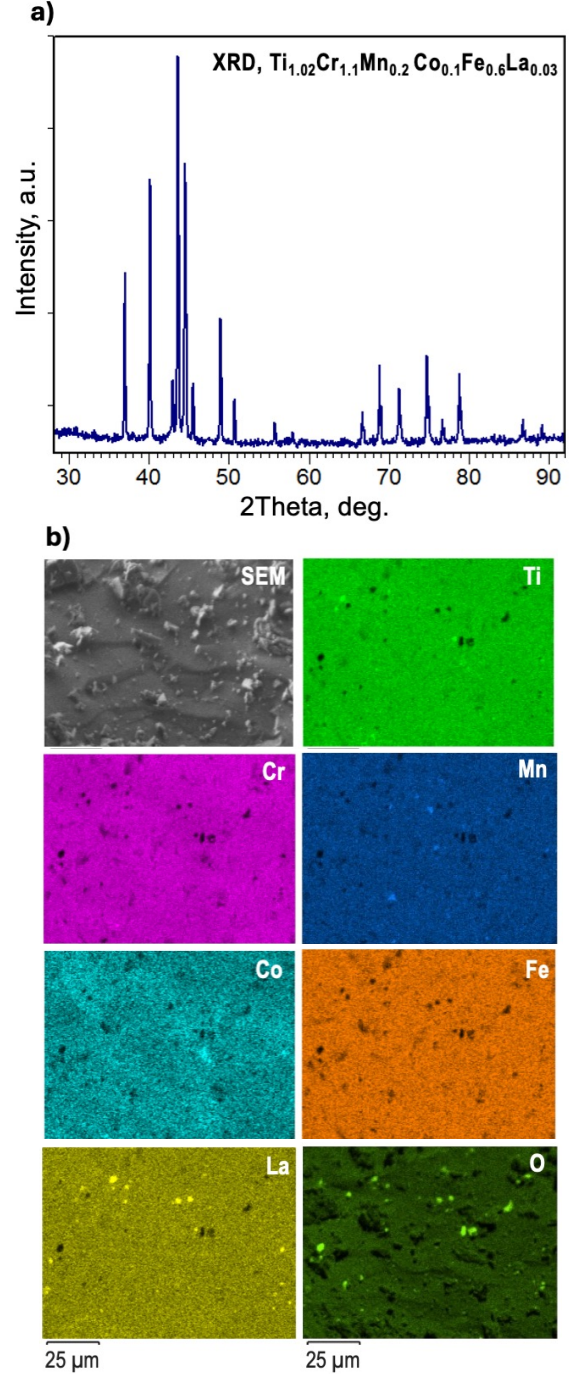 a)
XRD, Ti1.02Cr1.1Mn0.2 Co0.1Fe0.6La0.03
Intensity, a.u.
30 40 50 60 70 80 90
2Theta, deg.
b)
SEM
Ti
Cr
Mn
Co
Fe
La
O
25 µm
25 µm